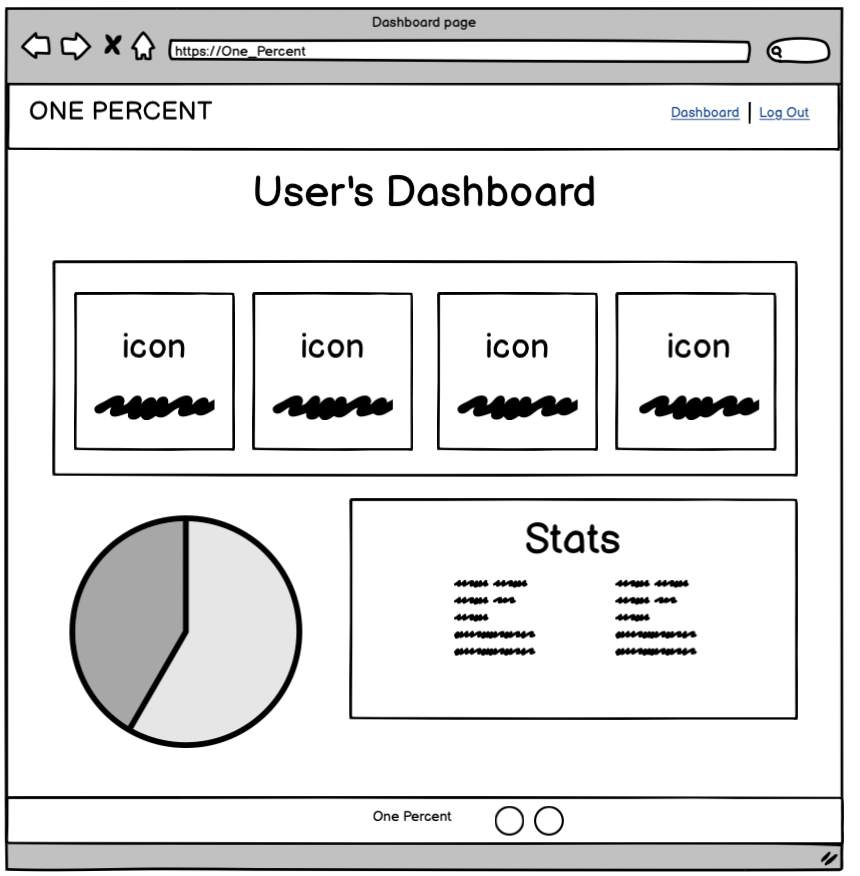 Dashboard page
https://One_Percent
ONE PERCENT
Dashboard | Log Out
User's Dashboard
icon icon icon icon
Stats
One Percent